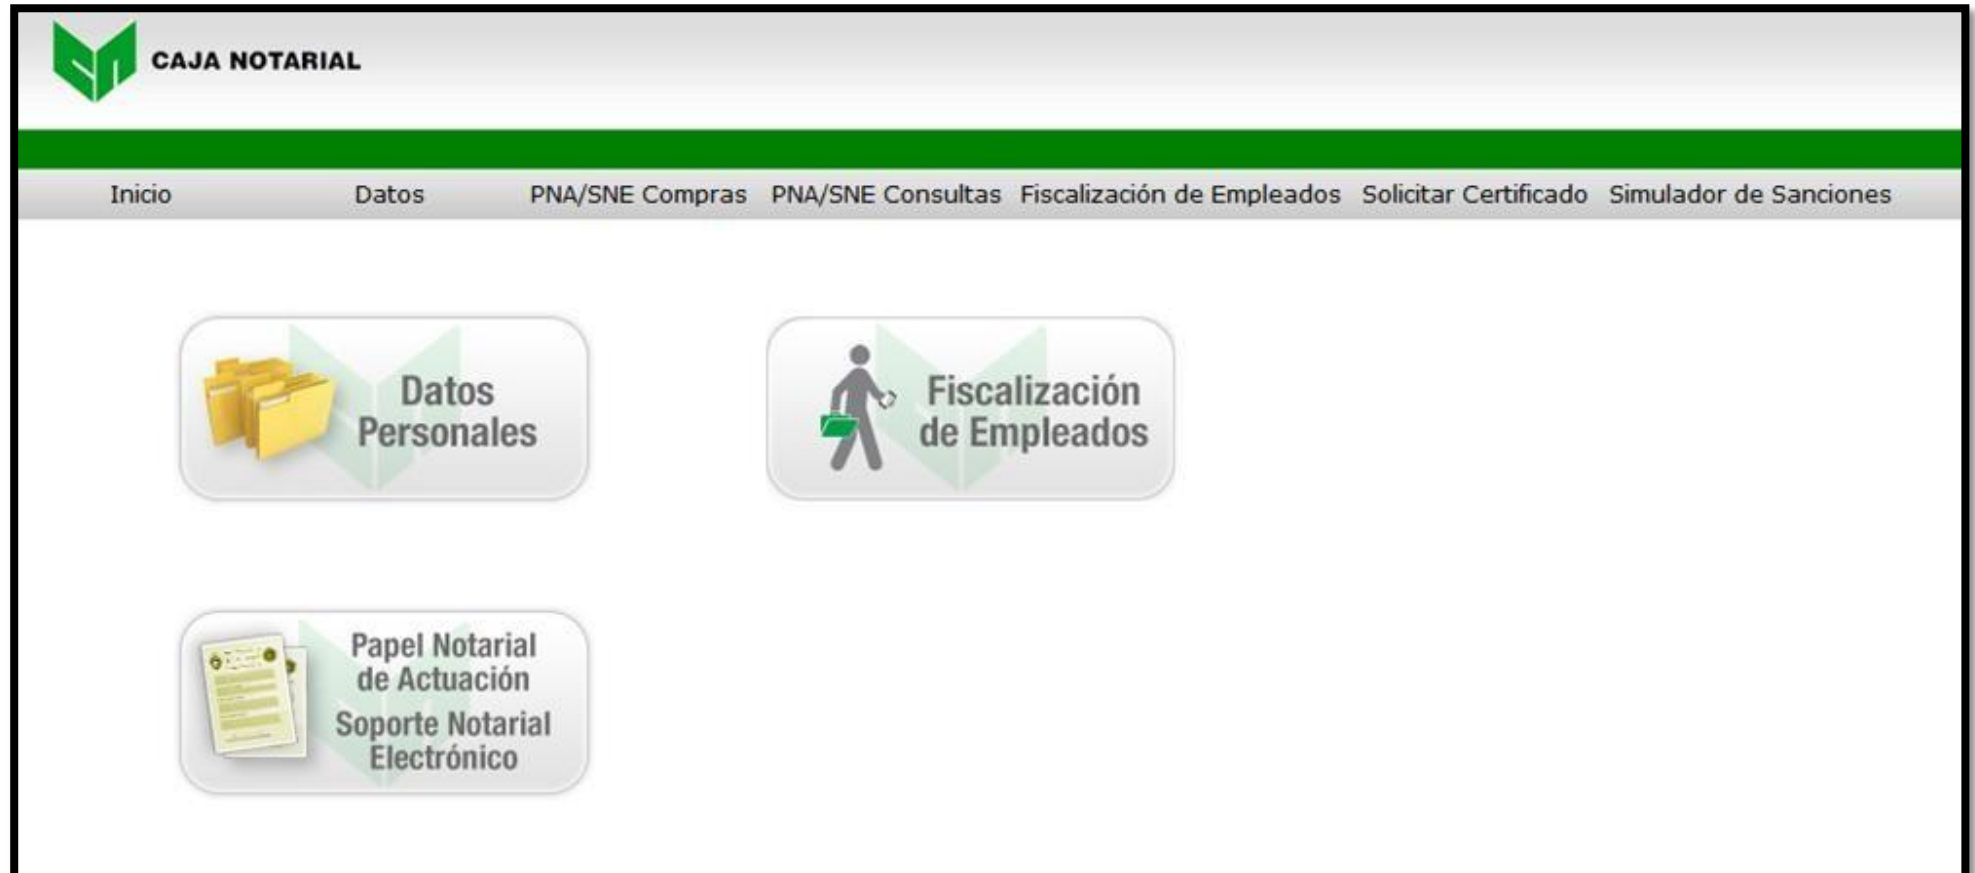 CAJA NOTARIAL
Inicio Datos PNA/SNE Compras PNA/SNE Consultas Fiscalización de Empleados Solicitar Certificado Simulador de Sanciones
Datos
Personales
Fiscalización
de Empleados
Papel Notarial
de Actuación
Soporte Notarial
Electrónico